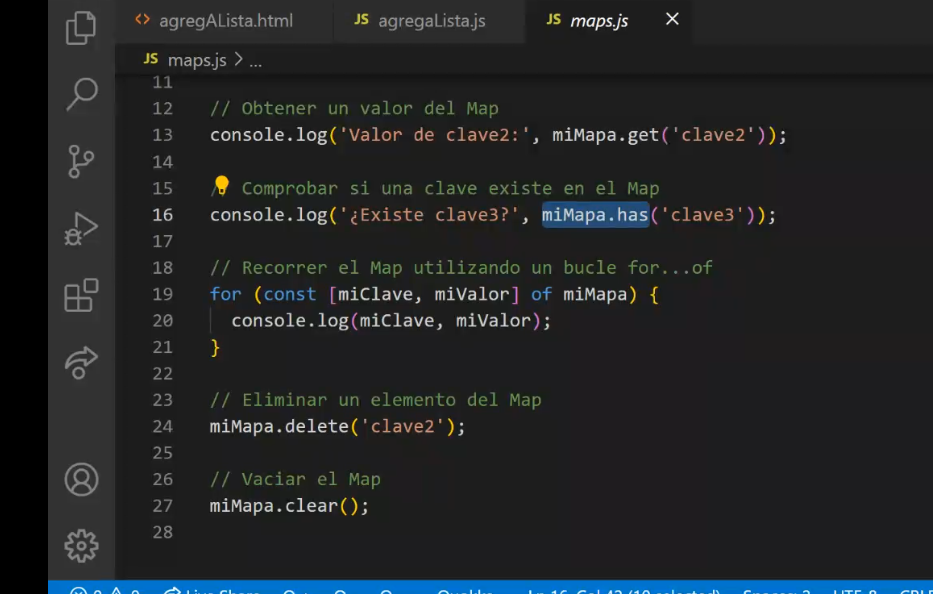 <> agregALista.html JS agregaLista.js JS maps.js ×
JS maps.js > ...
11
12 // Obtener un valor del Map
13 console.log('Valor de clave2:', miMapa.get('clave2'));
14
15 // Comprobar si una clave existe en el Map
16 console.log('¿Existe clave3?', miMapa.has('clave3'));
17
18 // Recorrer el Map utilizando un bucle for...of
19 for (const [miClave, miValor] of miMapa) {
20 console.log(miClave, miValor);
21 }
22
23 // Eliminar un elemento del Map
24 miMapa.delete('clave2');
25
26 // Vaciar el Map
27 miMapa.clear();
28
0 0 Live Share Quokka Ln 16, Col 42 (10 selected) Spaces: 2 UTF-8 CRLF